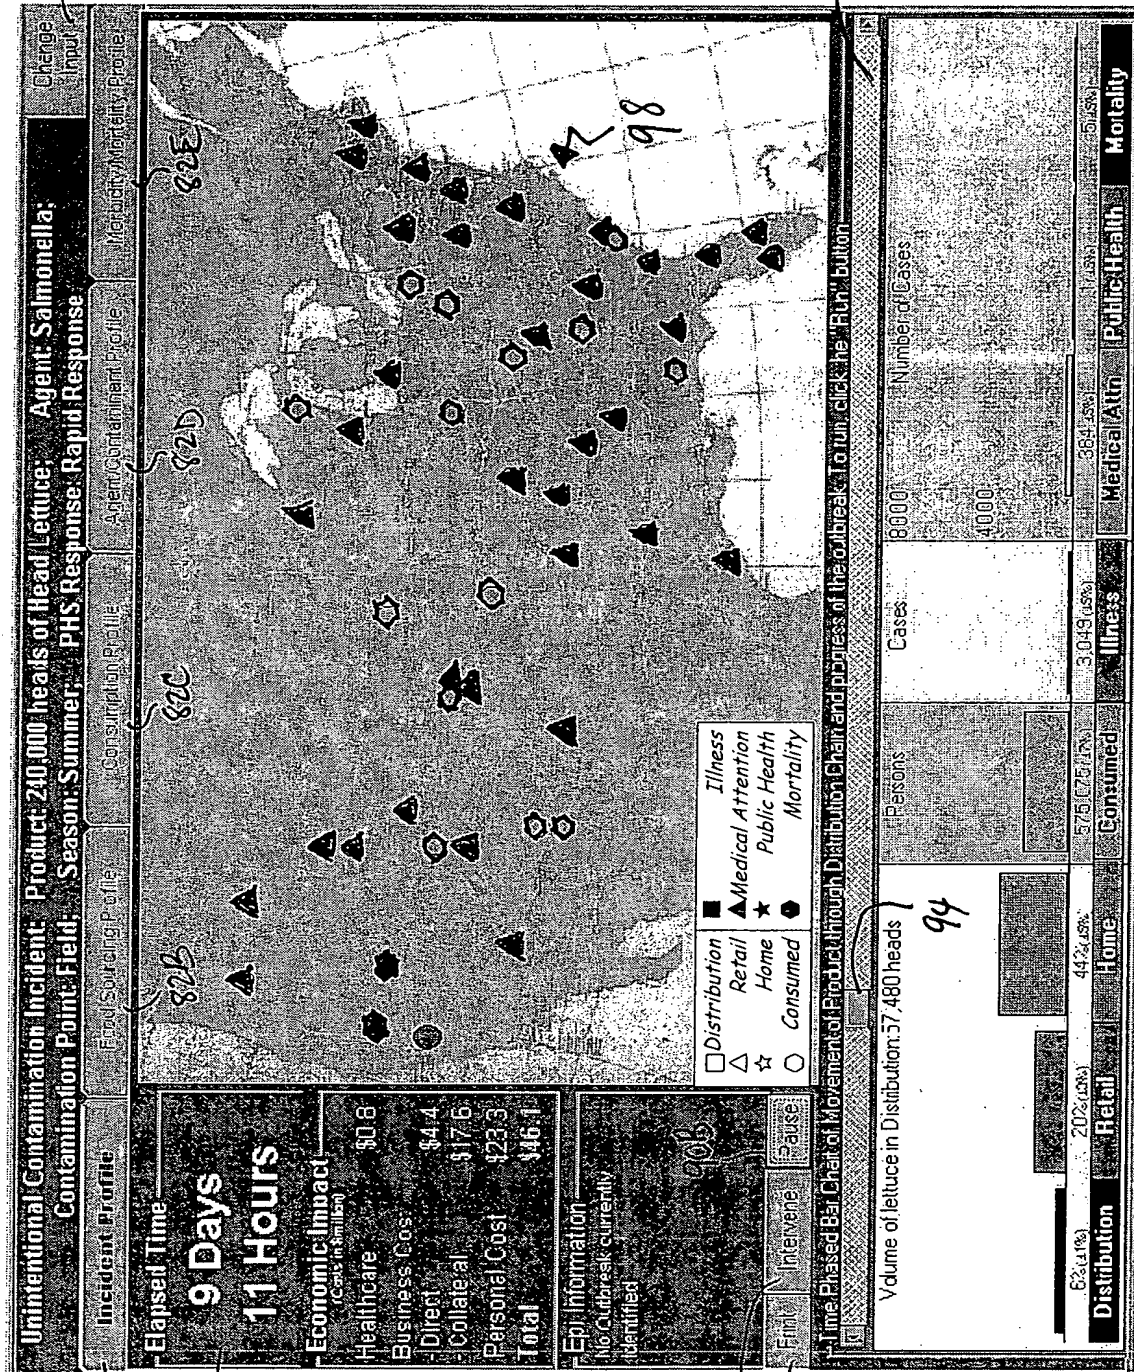 Unintentional Contamination Incident: Product: 240,000 heads of Head Lettuce; Agent: Salmonella;
Contamination Point: Field; Season: Summer; PHS Response: Rapid Response
Change
Input
Incident Profile
Food Sourcing Profile
Consumption Profile
Agent/Contaminant Profile
Morbidity/Mortality Profile
82B
82C
82D
82E
Elapsed Time
9 Days
11 Hours
Economic Impact
(Costs in $million)
Healthcare $0.8
Business Cost
-Direct $4.4
-Collateral $17.6
Personal Cost $23.3
Total $46.1
Epi Information
No Outbreak currently
identified
90b
Intervene
Pause
98
Distribution
Retail
Home
Consumed
Illness
Medical Attention
Public Health
Mortality
Time Phased Bar Chart of Movement of Product through Distribution Chain and progress of the outbreak. To run, click the "Run" button
94
Volume of lettuce in Distribution: 37,480 heads
Persons
Cases
Number of Cases
8000
4000
Distribution
Retail
Home
Consumed
Illness
Medical Attn
Public Health
Mortality